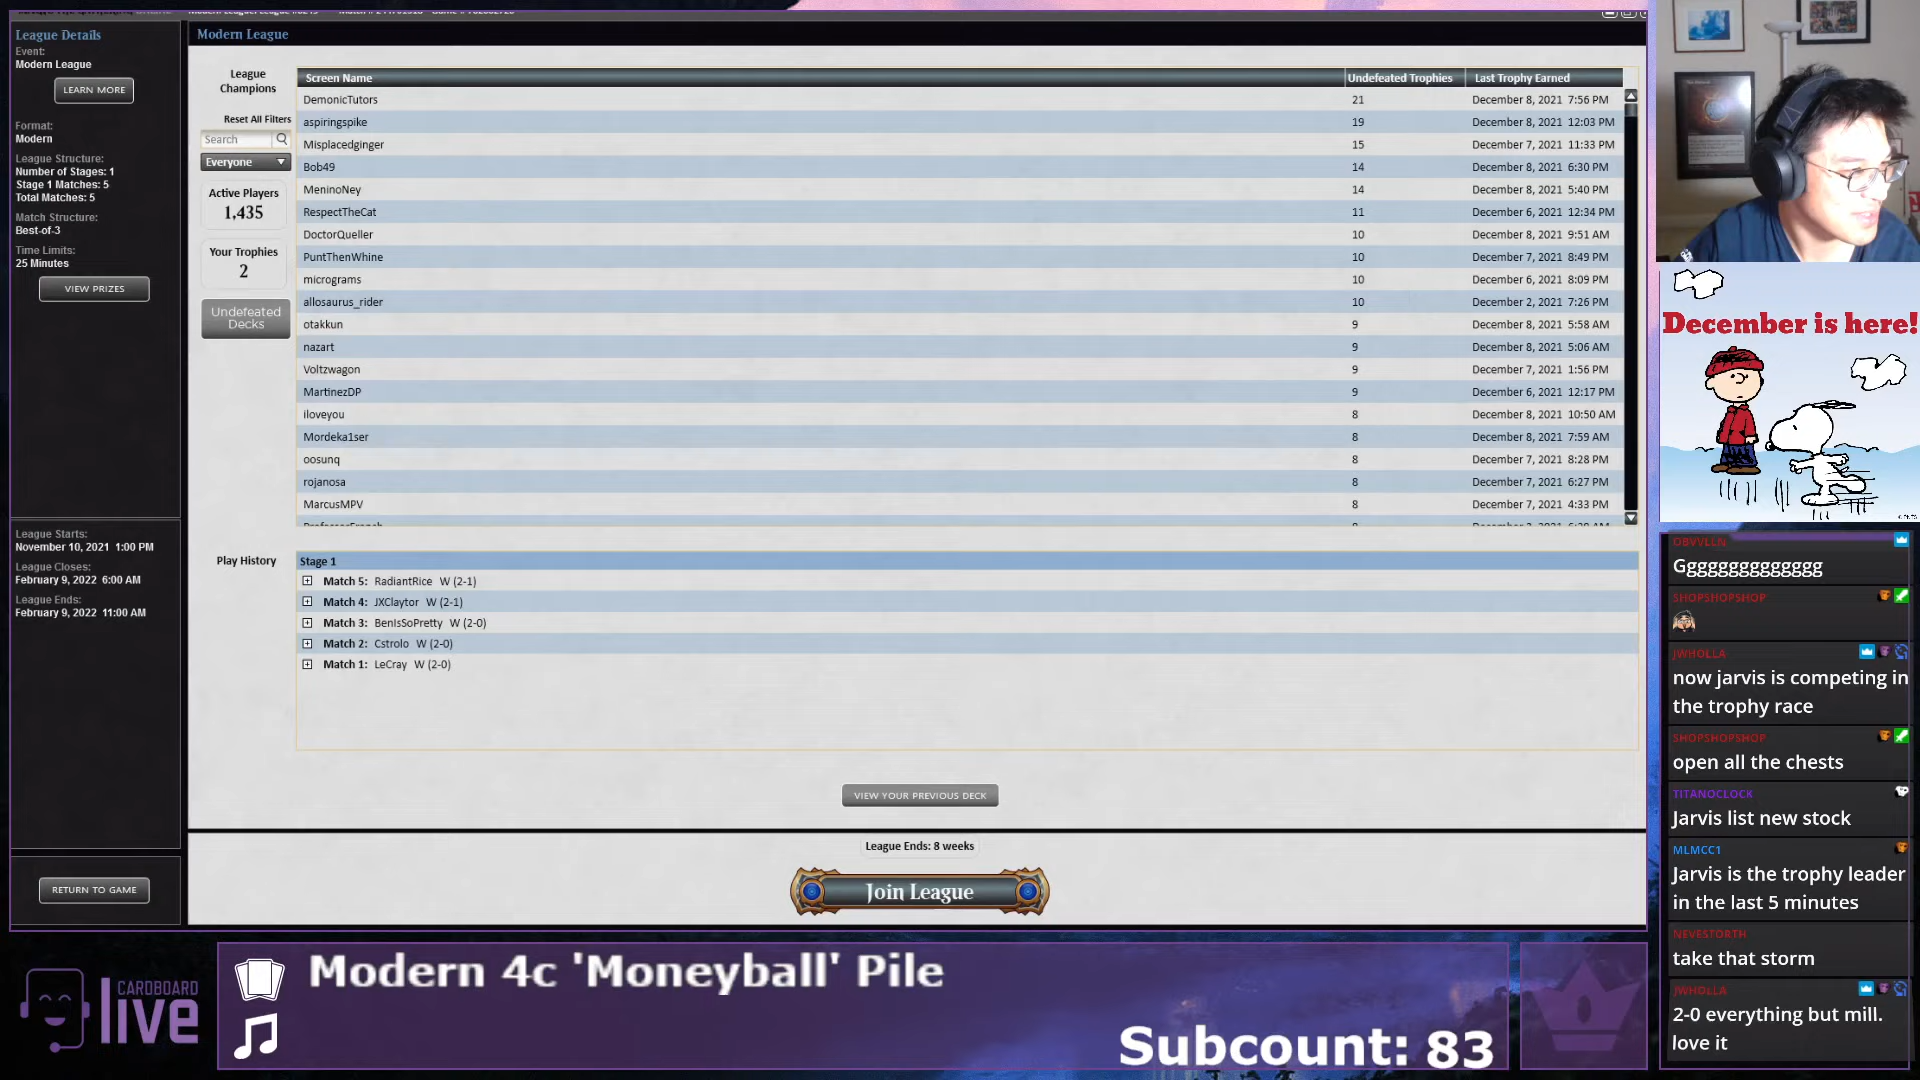 League Details
Event:
Modern League
LEARN MORE
Format:
Modern
League Structure:
Number of Stages: 1
Stage 1 Matches: 5
Total Matches: 5
Match Structure:
Best-of-3
Time Limits:
25 Minutes
VIEW PRIZES
League Starts:
November 10, 2021 1:00 PM
League Closes:
February 9, 2022 6:00 AM
League Ends:
February 9, 2022 11:00 AM
RETURN TO GAME
Modern League
League
Champions
Reset All Filters
Search
Everyone
Active Players
1,435
Your Trophies
2
Undefeated
Decks
Screen Name Undefeated Trophies Last Trophy Earned
DemonicTutors 21 December 8, 2021 7:56 PM
aspiringspike 19 December 8, 2021 12:03 PM
Misplacedginger 15 December 7, 2021 11:33 PM
Bob49 14 December 8, 2021 6:30 PM
MeninoNey 14 December 8, 2021 5:40 PM
RespectTheCat 11 December 6, 2021 12:34 PM
DoctorQueller 10 December 8, 2021 9:51 AM
PuntThenWhine 10 December 7, 2021 8:49 PM
micrograms 10 December 6, 2021 8:09 PM
allosaurus_rider 10 December 2, 2021 7:26 PM
otakkun 9 December 8, 2021 5:58 AM
nazart 9 December 8, 2021 5:06 AM
Voltzwagon 9 December 7, 2021 1:56 PM
MartinezDP 9 December 6, 2021 12:17 PM
iloveyou 8 December 8, 2021 10:50 AM
Mordeka1ser 8 December 8, 2021 7:59 AM
oosunq 8 December 7, 2021 8:28 PM
rojanosa 8 December 7, 2021 6:27 PM
MarcusMPV 8 December 7, 2021 4:33 PM
Play History
Stage 1
Match 5: RadiantRice W (2-1)
Match 4: JXClaytor W (2-1)
Match 3: BenIsSoPretty W (2-0)
Match 2: Cstrolo W (2-0)
Match 1: LeCray W (2-0)
VIEW YOUR PREVIOUS DECK
League Ends: 8 weeks
Join League
December is here!
OBVVLLN
Ggggggggggggggg
SHOPSHOPSHOP
JWHOLLA
now jarvis is competing in
the trophy race
SHOPSHOPSHOP
open all the chests
TITANOCLOCK
Jarvis list new stock
MLMCC1
Jarvis is the trophy leader
in the last 5 minutes
NEVESTORTH
take that storm
JWHOLLA
2-0 everything but mill.
love it
CARDBOARD
live
Modern 4c 'Moneyball' Pile
Subcount: 83